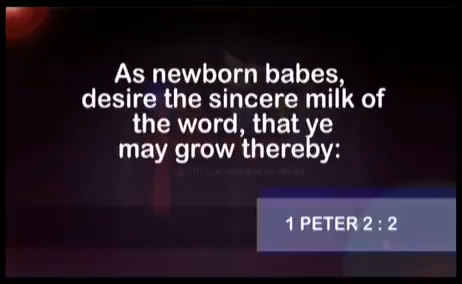 As newborn babes,
desire the sincere milk of
the word, that ye
may grow thereby:
1 PETER 2 : 2